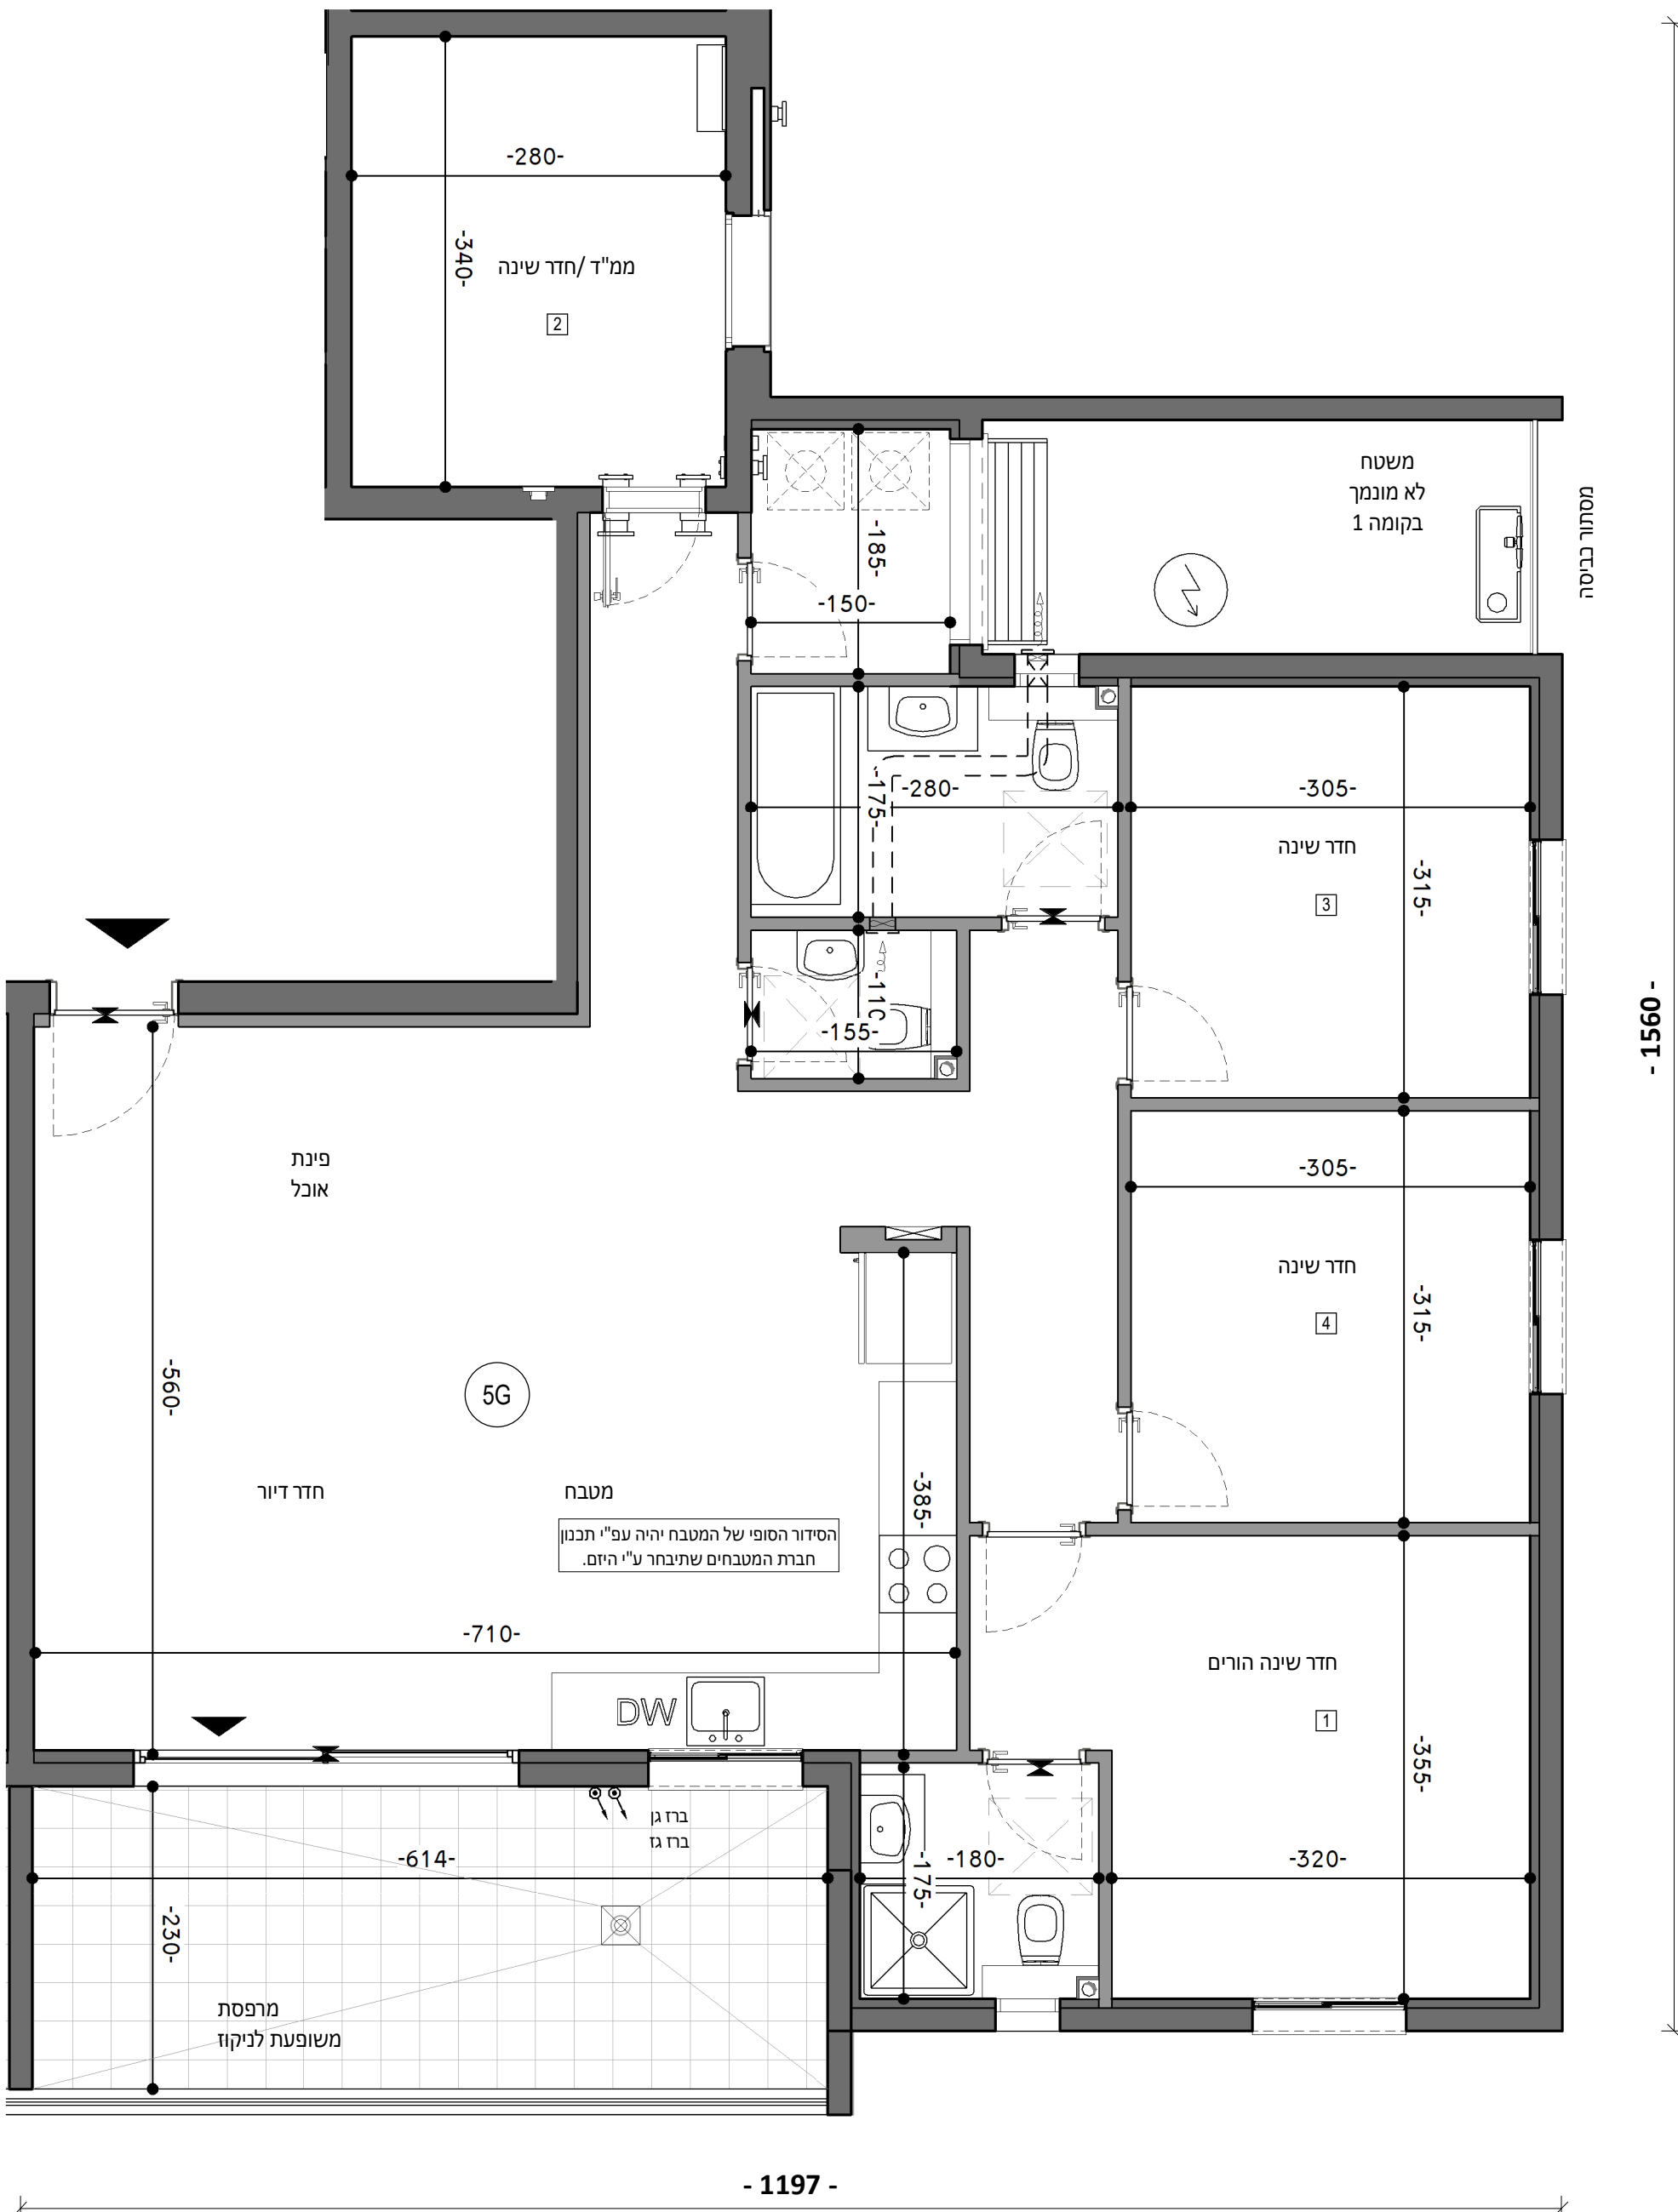 -280-
-340-
ממ"ד /חדר שינה
2
משטח
לא מונמך
בקומה 1
מסתור כביסה
-185-
-150-
-175-
-280-
-305-
חדר שינה
3
-315-
-110-
-155-
- 1560 -
פינת
אוכל
-305-
חדר שינה
4
-315-
-560-
5G
חדר דיור
מטבח
הסידור הסופי של המטבח יהיה עפ"י תכנון
חברת המטבחים שתיבחר ע"י היזם.
-385-
-710-
DW
חדר שינה הורים
1
-355-
ברז גן
ברז גז
-614-
-180-
-175-
-320-
-230-
מרפסת
משופעת לניקוז
- 1197 -